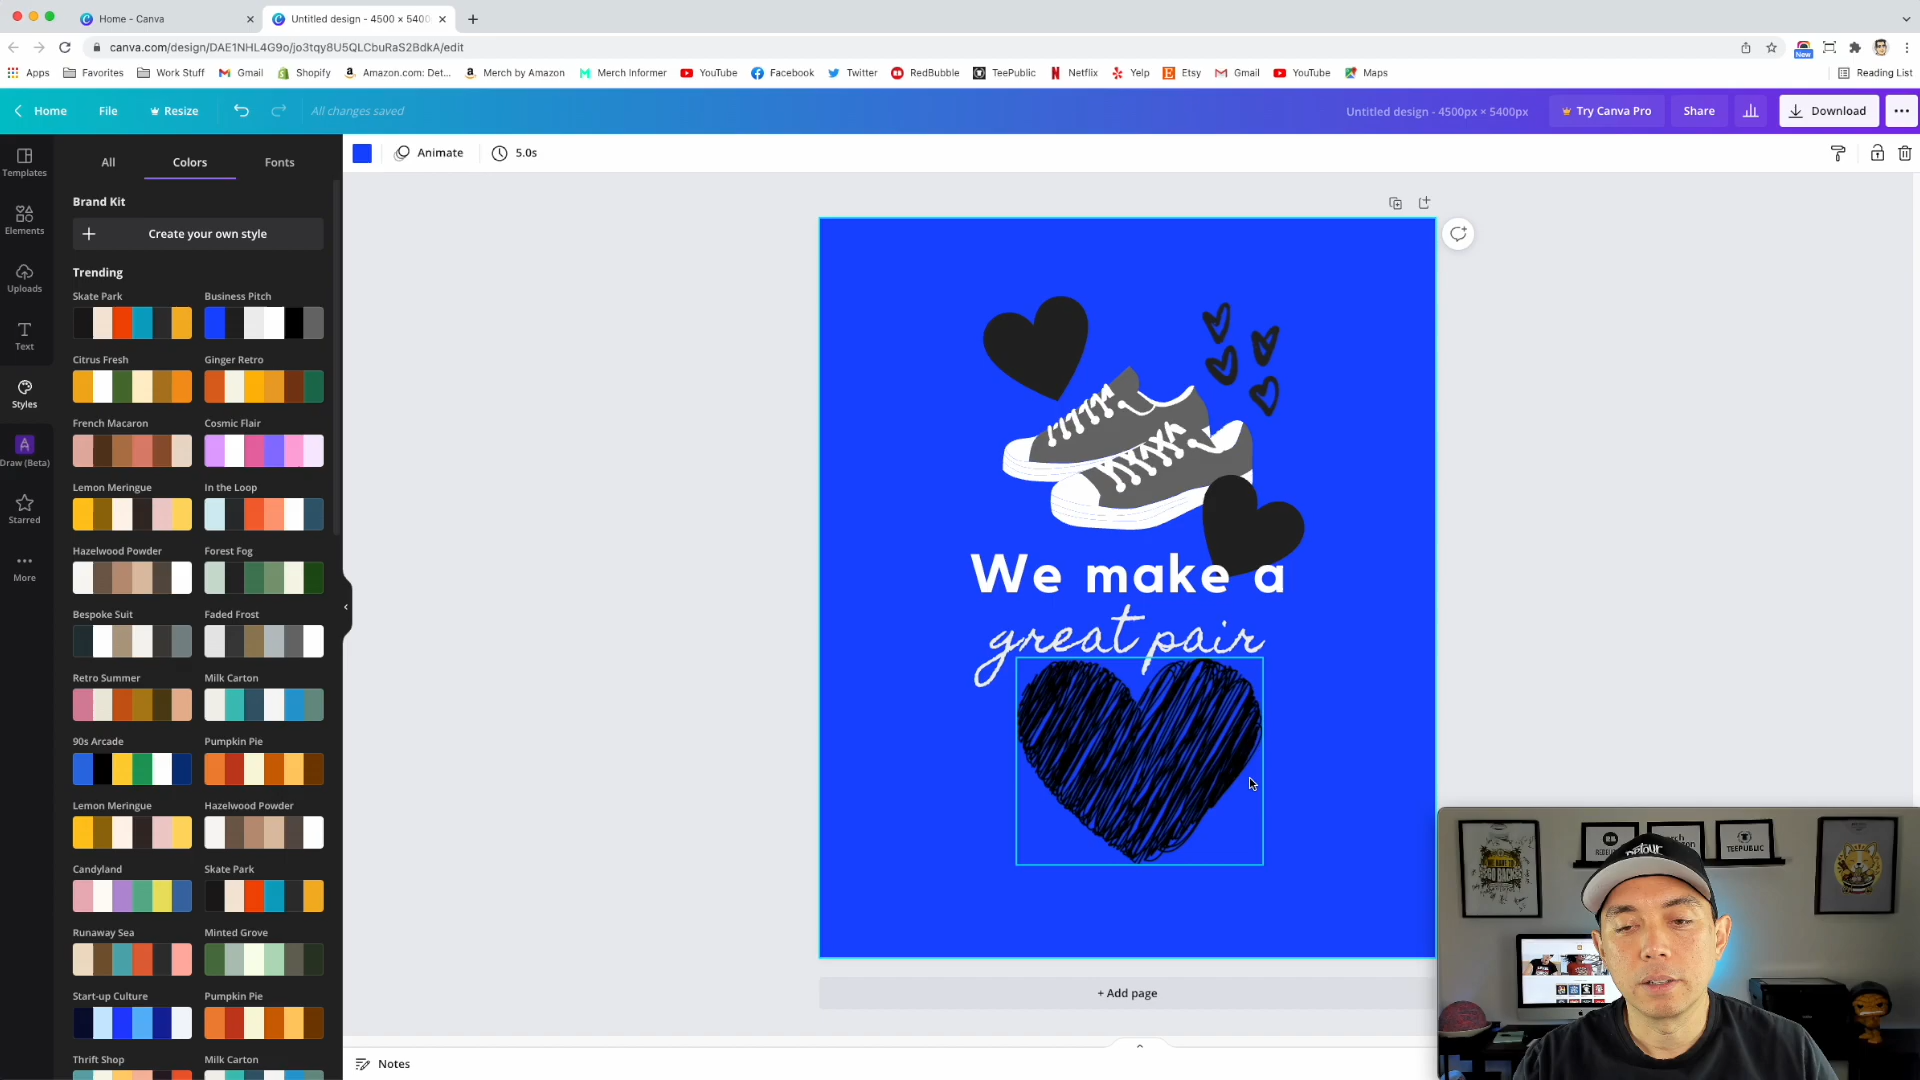 Home - Canva
Untitled design - 4500 × 5400
canva.com/design/DAE1NHL4G9o/jo3tqy8U5QLCbuRaS2BdkA/edit
New
Apps
Favorites
Work Stuff
Gmail
Shopify
Amazon.com: Det...
Merch by Amazon
Merch Informer
YouTube
Facebook
Twitter
RedBubble
TeePublic
Netflix
Yelp
Etsy
Gmail
YouTube
Maps
Reading List
Home
File
Resize
All changes saved
Untitled design - 4500px × 5400px
Try Canva Pro
Share
Download
Templates
Elements
Uploads
Text
Styles
Draw (Beta)
Starred
More
All
Colors
Fonts
Animate
5.0s
Brand Kit
Create your own style
Trending
Skate Park
Business Pitch
Citrus Fresh
Ginger Retro
French Macaron
Cosmic Flair
Lemon Meringue
In the Loop
Hazelwood Powder
Forest Fog
Bespoke Suit
Faded Frost
Retro Summer
Milk Carton
90s Arcade
Pumpkin Pie
Lemon Meringue
Hazelwood Powder
Candyland
Skate Park
Runaway Sea
Minted Grove
Start-up Culture
Pumpkin Pie
Thrift Shop
Milk Carton
We make a
great pair
+ Add page
Notes
TEEPUBLIC